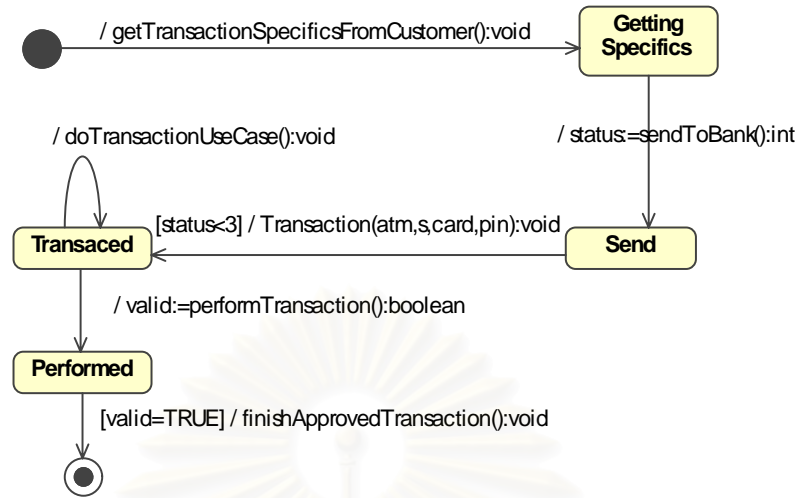 / getTransactionSpecificsFromCustomer():void
Getting
Specifics
/ status:=sendToBank():int
/ doTransactionUseCase():void
[status<3] / Transaction(atm,s,card,pin):void
Transaced
Send
/ valid:=performTransaction():boolean
Performed
[valid=TRUE] / finishApprovedTransaction():void